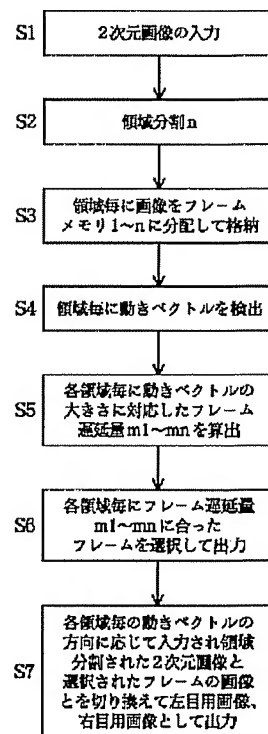 S1
2次元画像の入力
S2
領域分割n
S3
領域毎に画像をフレーム
メモリ1~nに分配して格納
S4
領域毎に動きベクトルを検出
S5
各領域毎に動きベクトルの
大きさに対応したフレーム
遅延量m1~mnを算出
S6
各領域毎にフレーム遅延量
m1~mnに合った
フレームを選択して出力
S7
各領域毎の動きベクトルの
方向に応じて入力され領域
分割された2次元画像と
選択されたフレームの画像
とを切り換えて左目用画像、
右目用画像として出力